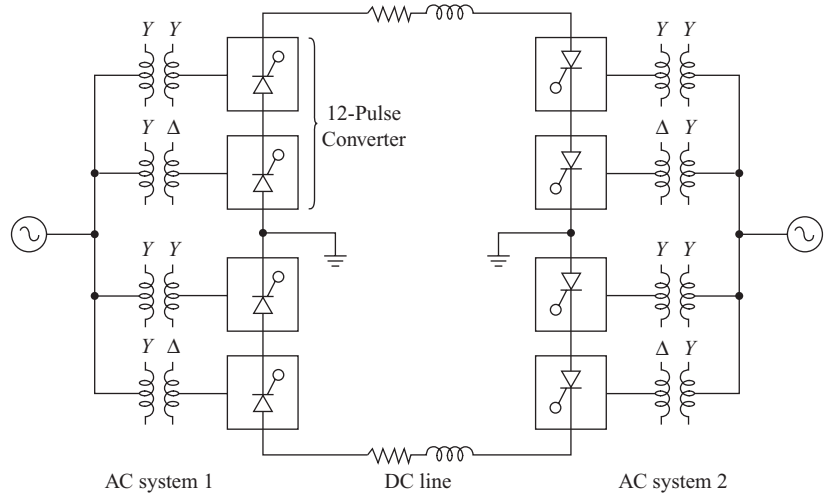 Y Y
Y Δ
Y Y
Y Δ
12-Pulse
Converter
Y Y
Δ Y
Y Y
Δ Y
AC system 1
DC line
AC system 2